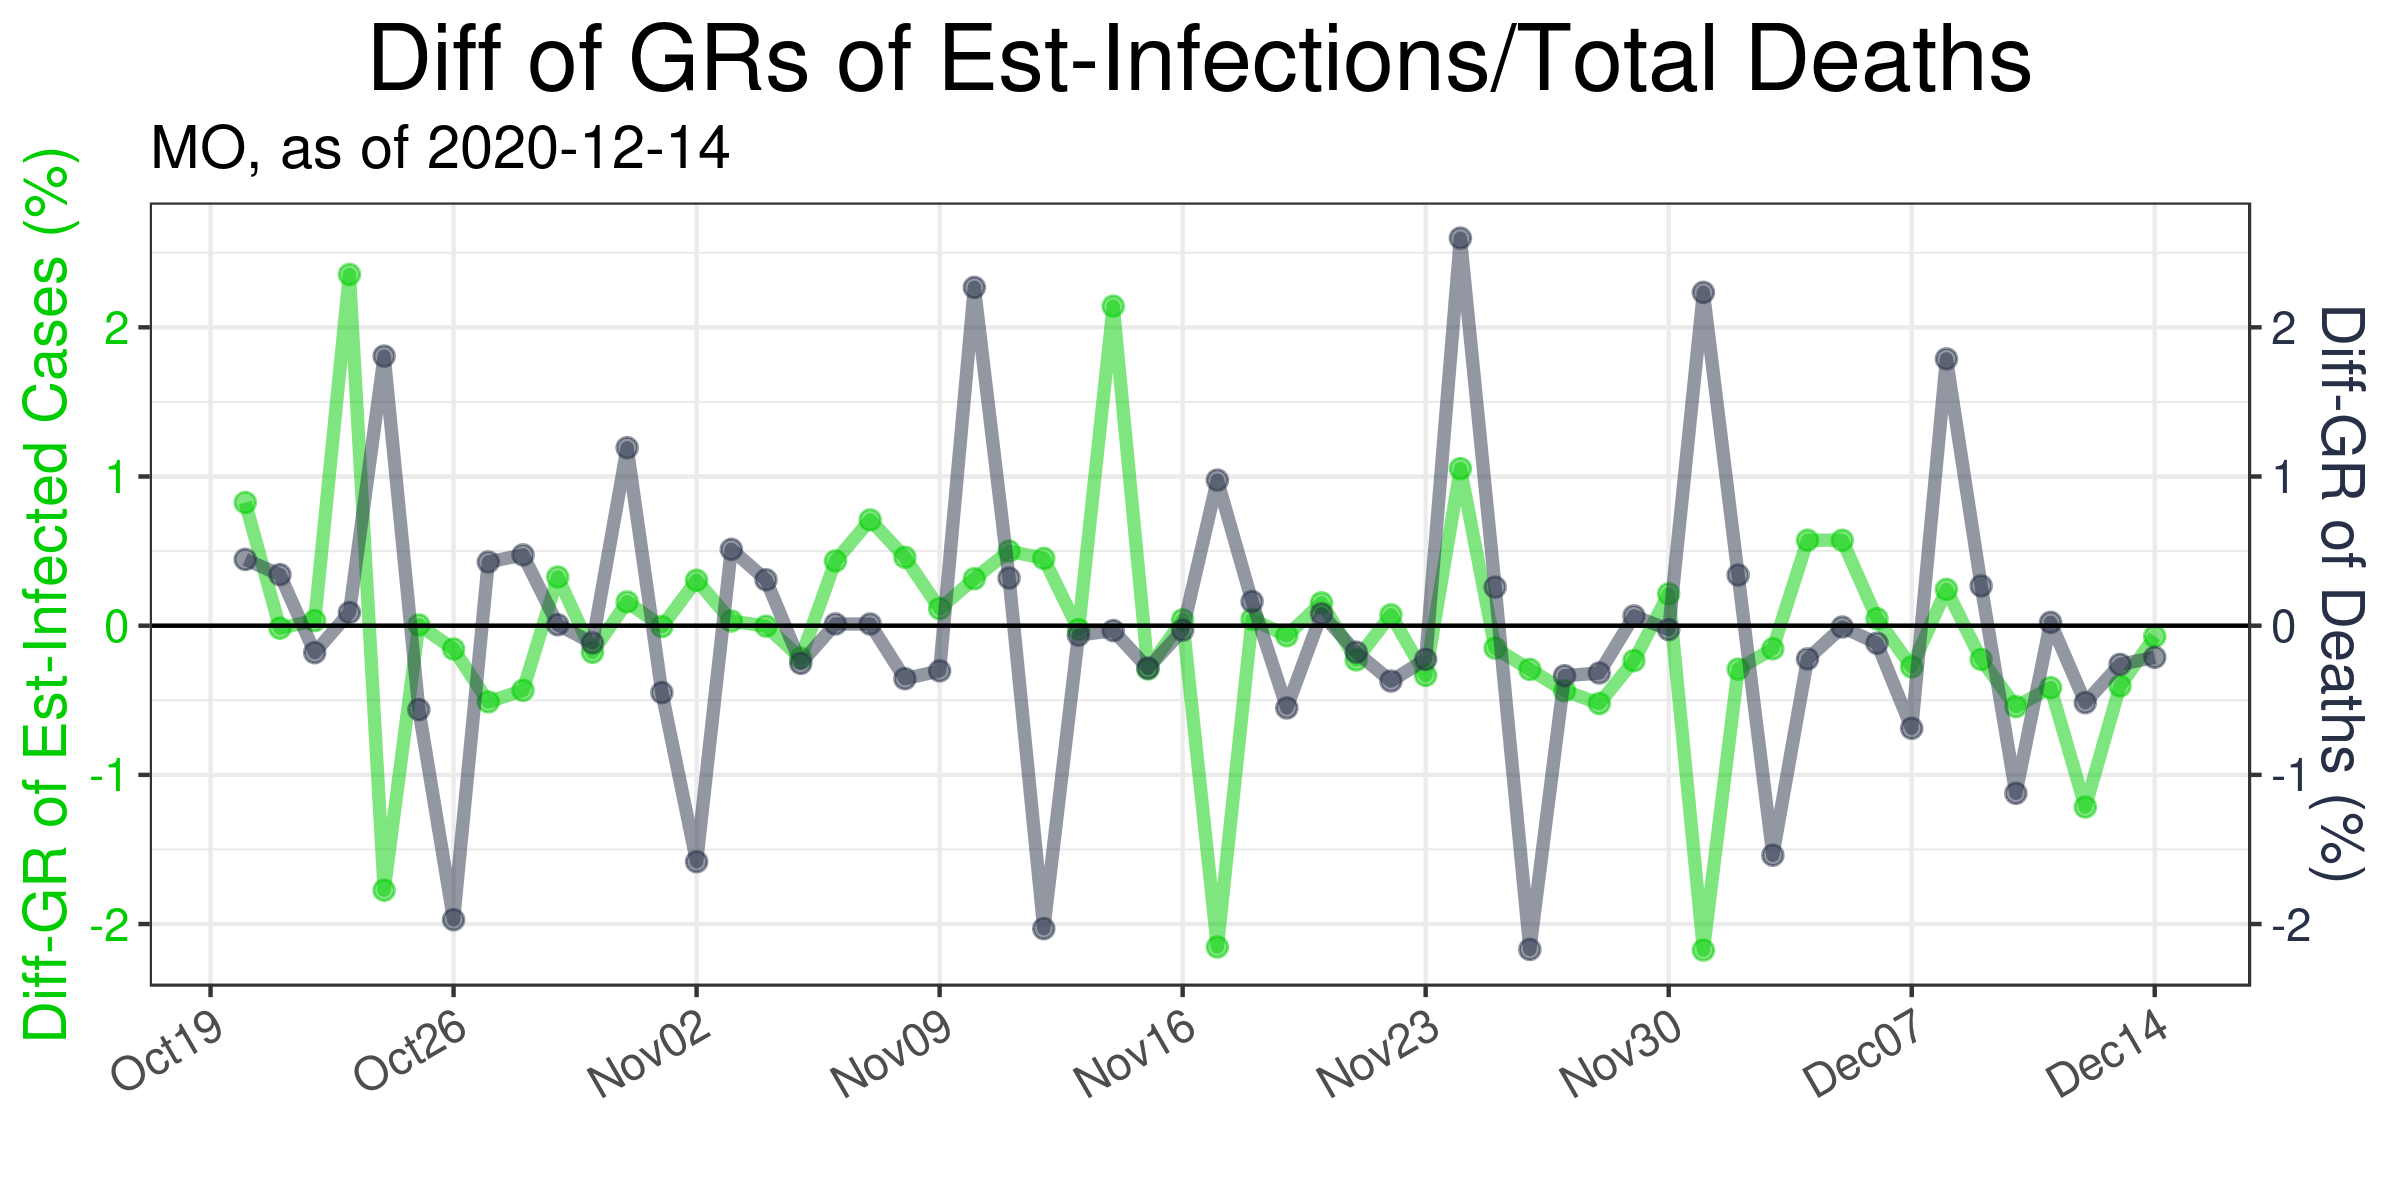 Diff of GRs of Est-Infections/Total Deaths
MO, as of 2020-12-14
Diff-GR of Est-Infected Cases (%)
2
1
0
-1
-2
2
1
0
-1
-2
Diff-GR of Deaths (%)
Oct19
Oct26
Nov02
Nov09
Nov16
Nov23
Nov30
Dec07
Dec14